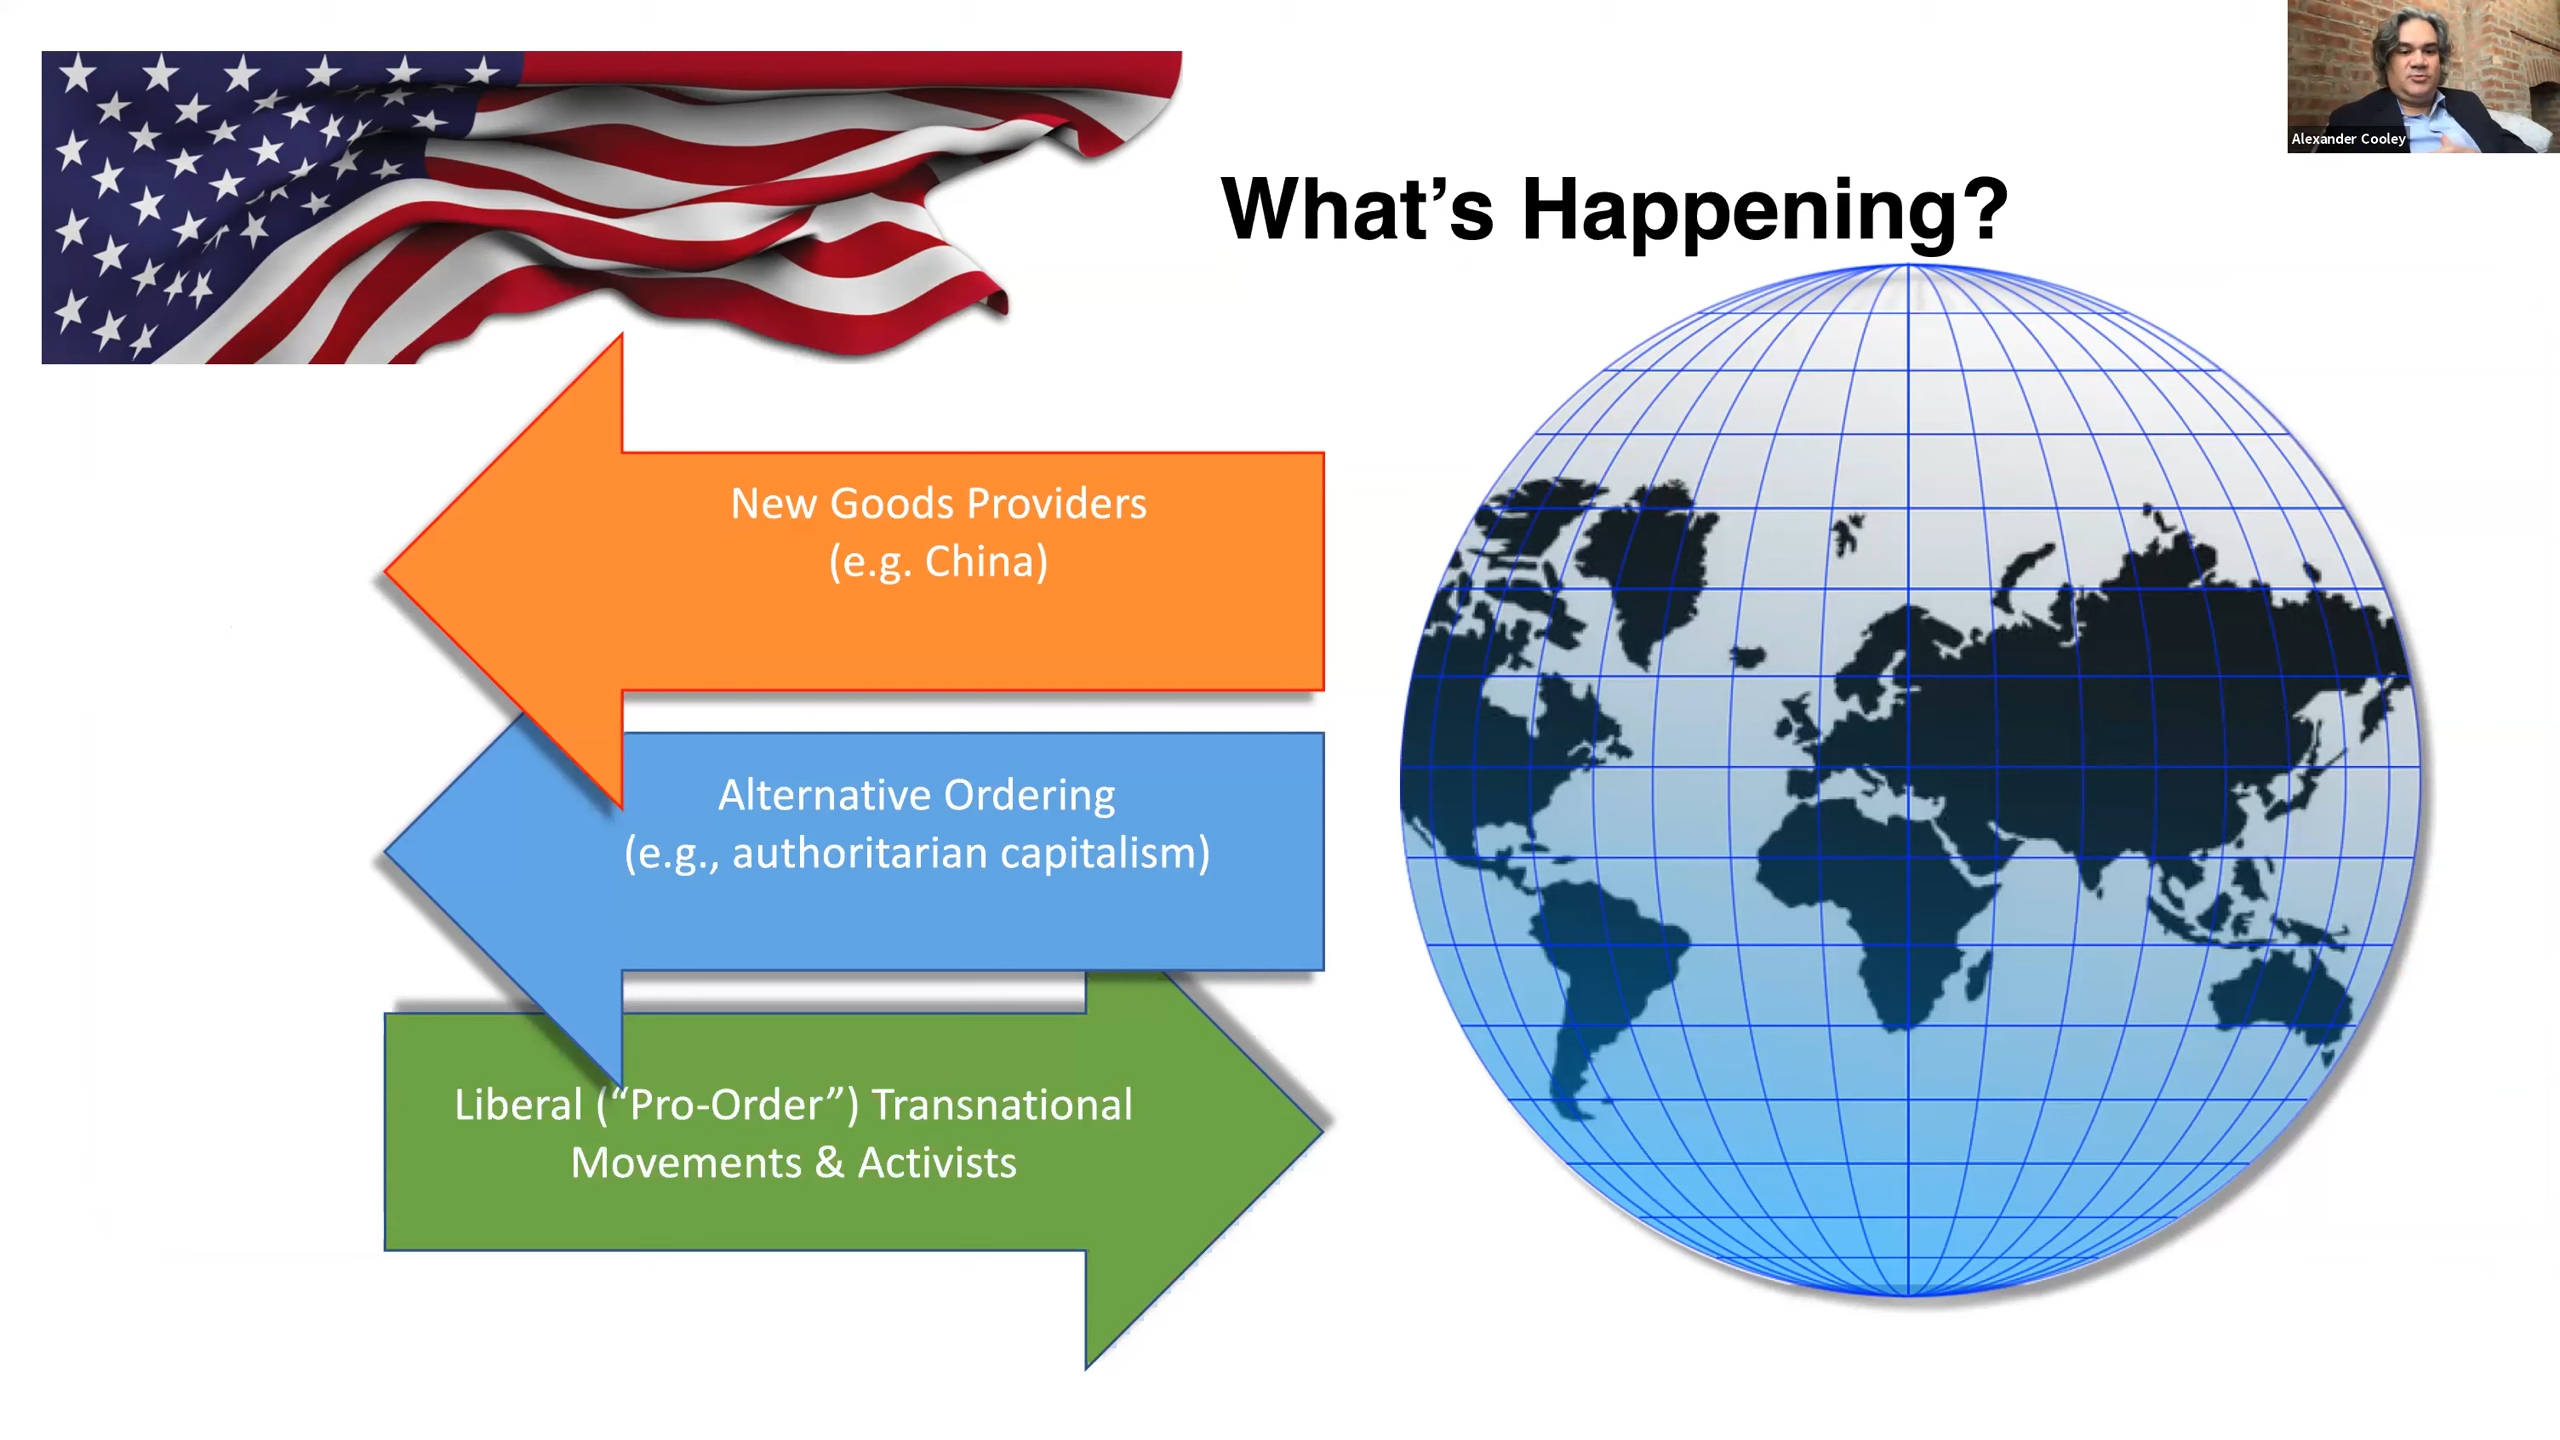 Alexander Cooley
What’s Happening?
New Goods Providers
(e.g. China)
Alternative Ordering
(e.g., authoritarian capitalism)
Liberal (“Pro-Order”) Transnational
Movements & Activists